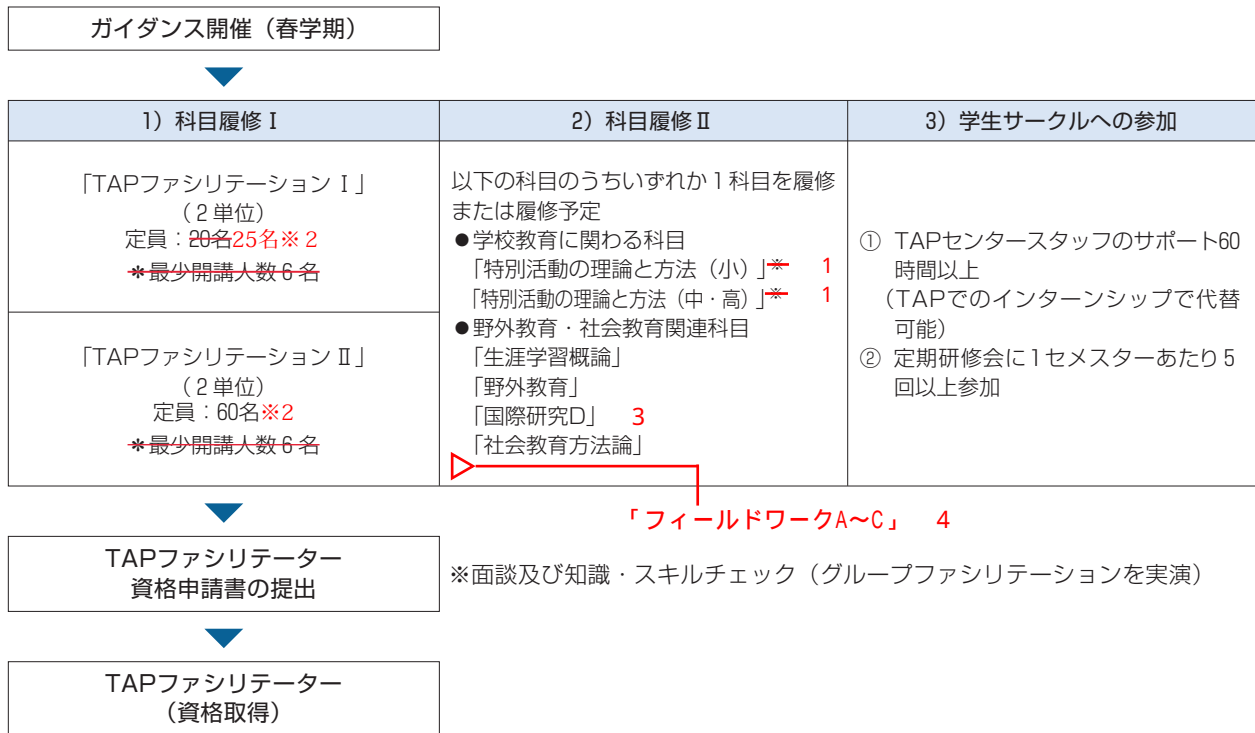 ガイダンス開催（春学期）
1）科目履修Ⅰ
2）科目履修Ⅱ
3）学生サークルへの参加
「TAPファシリテーション Ⅰ」
（２単位）
定員：20名25名※２
＊最少開講人数６名
「TAPファシリテーション Ⅱ」
（２単位）
定員：60名※2
＊最少開講人数６名
以下の科目のうちいずれか１科目を履修
または履修予定
●学校教育に関わる科目
「特別活動の理論と方法（小）」※ 1
「特別活動の理論と方法（中・高）」※ 1
●野外教育・社会教育関連科目
「生涯学習概論」
「野外教育」
「国際研究D」 3
「社会教育方法論」
「フィールドワークA〜C」 4
① TAPセンタースタッフのサポート60
時間以上
（TAPでのインターンシップで代替
可能）
② 定期研修会に１セメスターあたり５
回以上参加
TAPファシリテーター
資格申請書の提出
※面談及び知識・スキルチェック（グループファシリテーションを実演）
TAPファシリテーター
（資格取得）